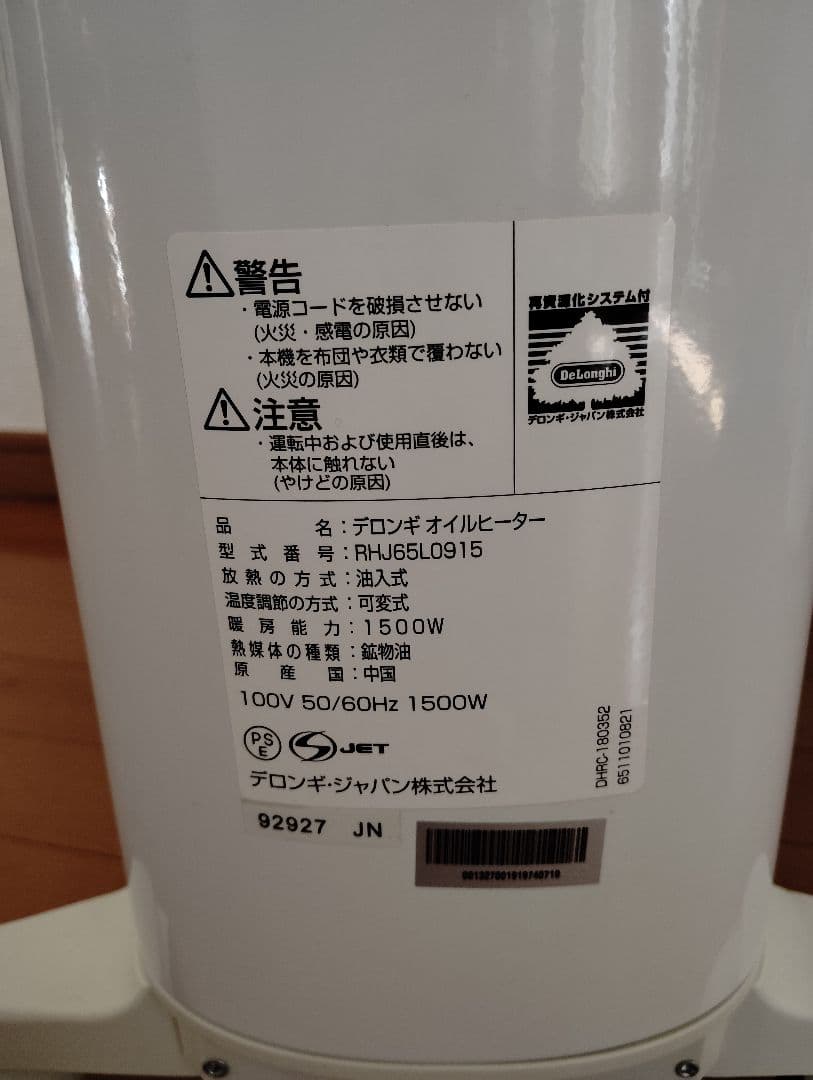 警告
・電源コードを破損させない
(火災・感電の原因)
・本機を布団や衣類で覆わない
(火災の原因)
注意
・運転中および使用直後は、
本体に触れない
(やけどの原因)
再資源化システム付
DeLonghi
デロンギ・ジャパン株式会社
品名：デロンギ オイルヒーター
型式番号：RHJ65L0915
放熱の方式：油入式
温度調節の方式：可変式
暖房能力：1500W
熱媒体の種類：鉱物油
原産国：中国
100V 50/60Hz 1500W
PS
E
JET
デロンギ・ジャパン株式会社
DHRC-180352
6511010821
92927 JN